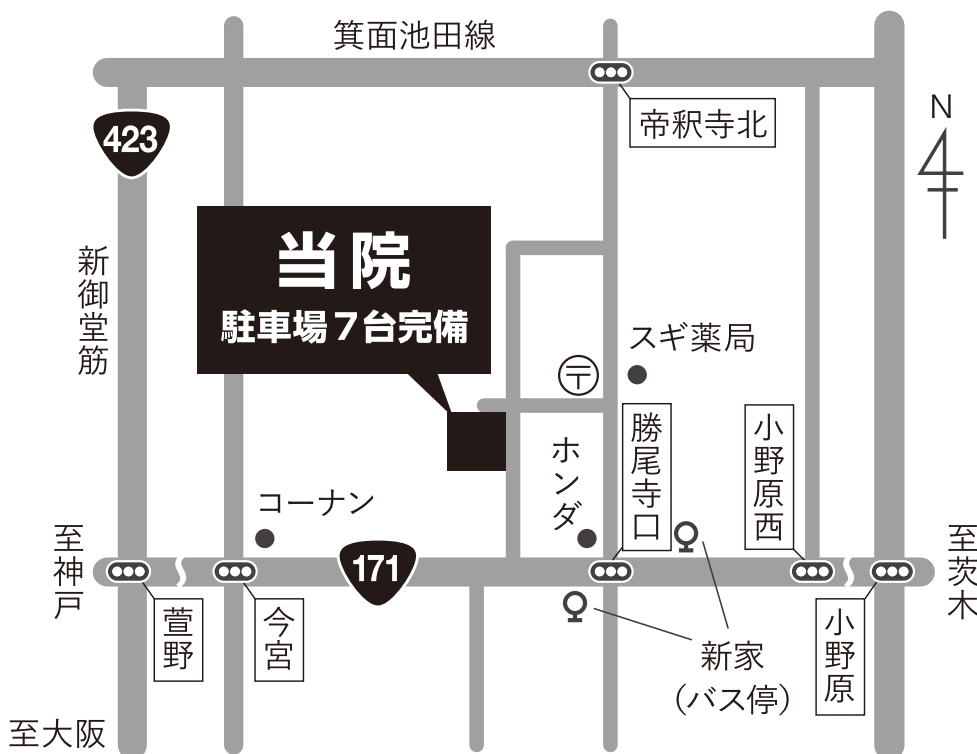 箕面池田線
帝釈寺北
N
423
新御堂筋
当院
駐車場7台完備
スギ薬局
〒
勝尾寺口
小野原西
ホンダ
コーナン
171
至神戸
至茨木
萱野
今宮
新家
（バス停）
小野原
至大阪